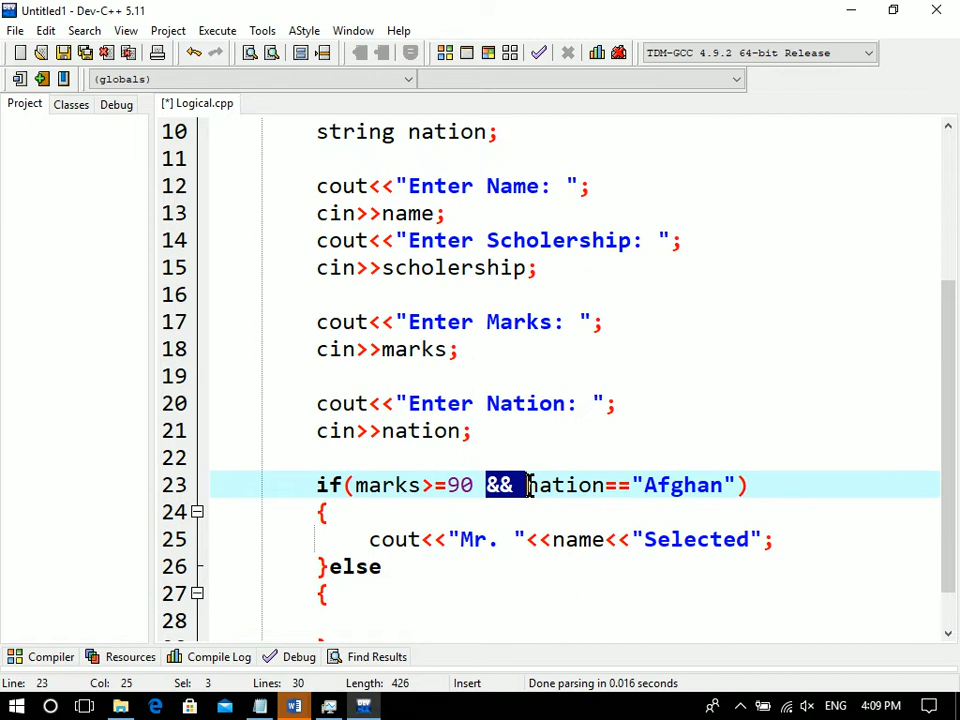 Untitled1 - Dev-C++ 5.11
File Edit Search View Project Execute Tools AStyle Window Help
TDM-GCC 4.9.2 64-bit Release
(globals)
Project Classes Debug [*] Logical.cpp
10 string nation;
11
12 cout<<"Enter Name: ";
13 cin>>name;
14 cout<<"Enter Scholership: ";
15 cin>>scholership;
16
17 cout<<"Enter Marks: ";
18 cin>>marks;
19
20 cout<<"Enter Nation: ";
21 cin>>nation;
22
23 if(marks>=90 && nation=="Afghan")
24 {
25 cout<<"Mr. "<<name<<"Selected";
26 }else
27 {
28
Compiler Resources Compile Log Debug Find Results
Line: 23 Col: 25 Sel: 3 Lines: 30 Length: 426 Insert Done parsing in 0.016 seconds
ENG 4:09 PM